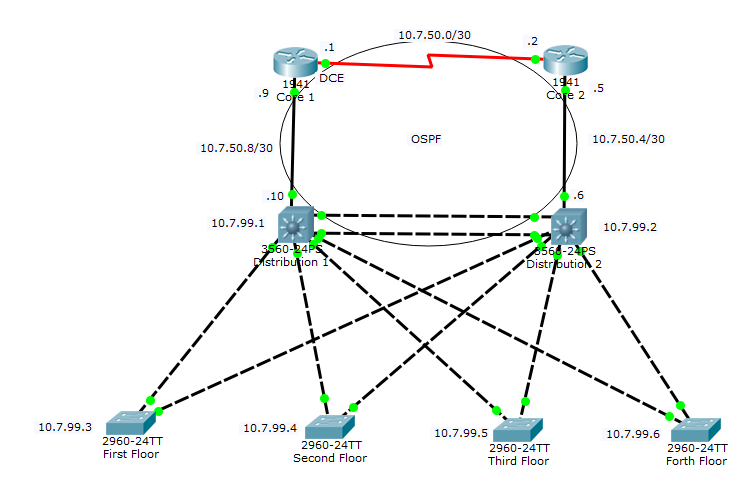 10.7.50.0/30
.1
.2
DCE
1941
Core 1
1941
Core 2
.9
.5
10.7.50.8/30
OSPF
10.7.50.4/30
.10
.6
10.7.99.1
10.7.99.2
3560-24PS
Distribution 1
3560-24PS
Distribution 2
10.7.99.3
2960-24TT
First Floor
10.7.99.4
2960-24TT
Second Floor
10.7.99.5
2960-24TT
Third Floor
10.7.99.6
2960-24TT
Forth Floor